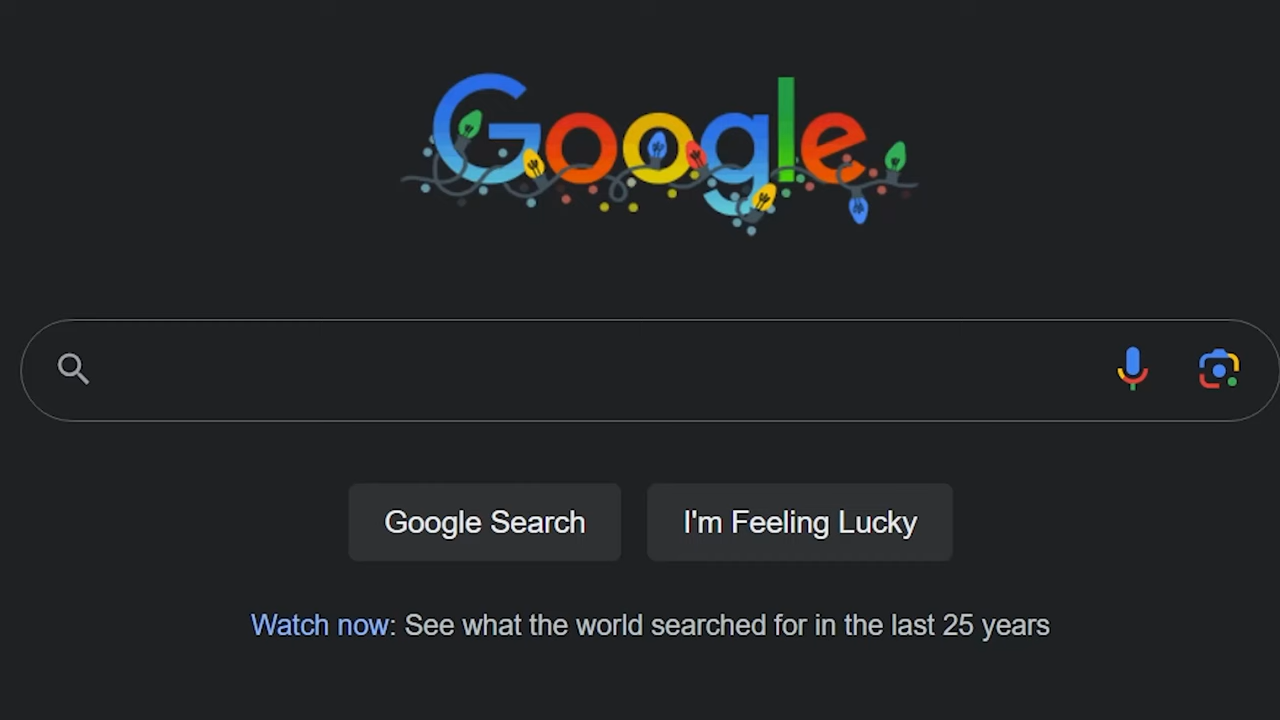 Google
Google Search
I'm Feeling Lucky
Watch now: See what the world searched for in the last 25 years